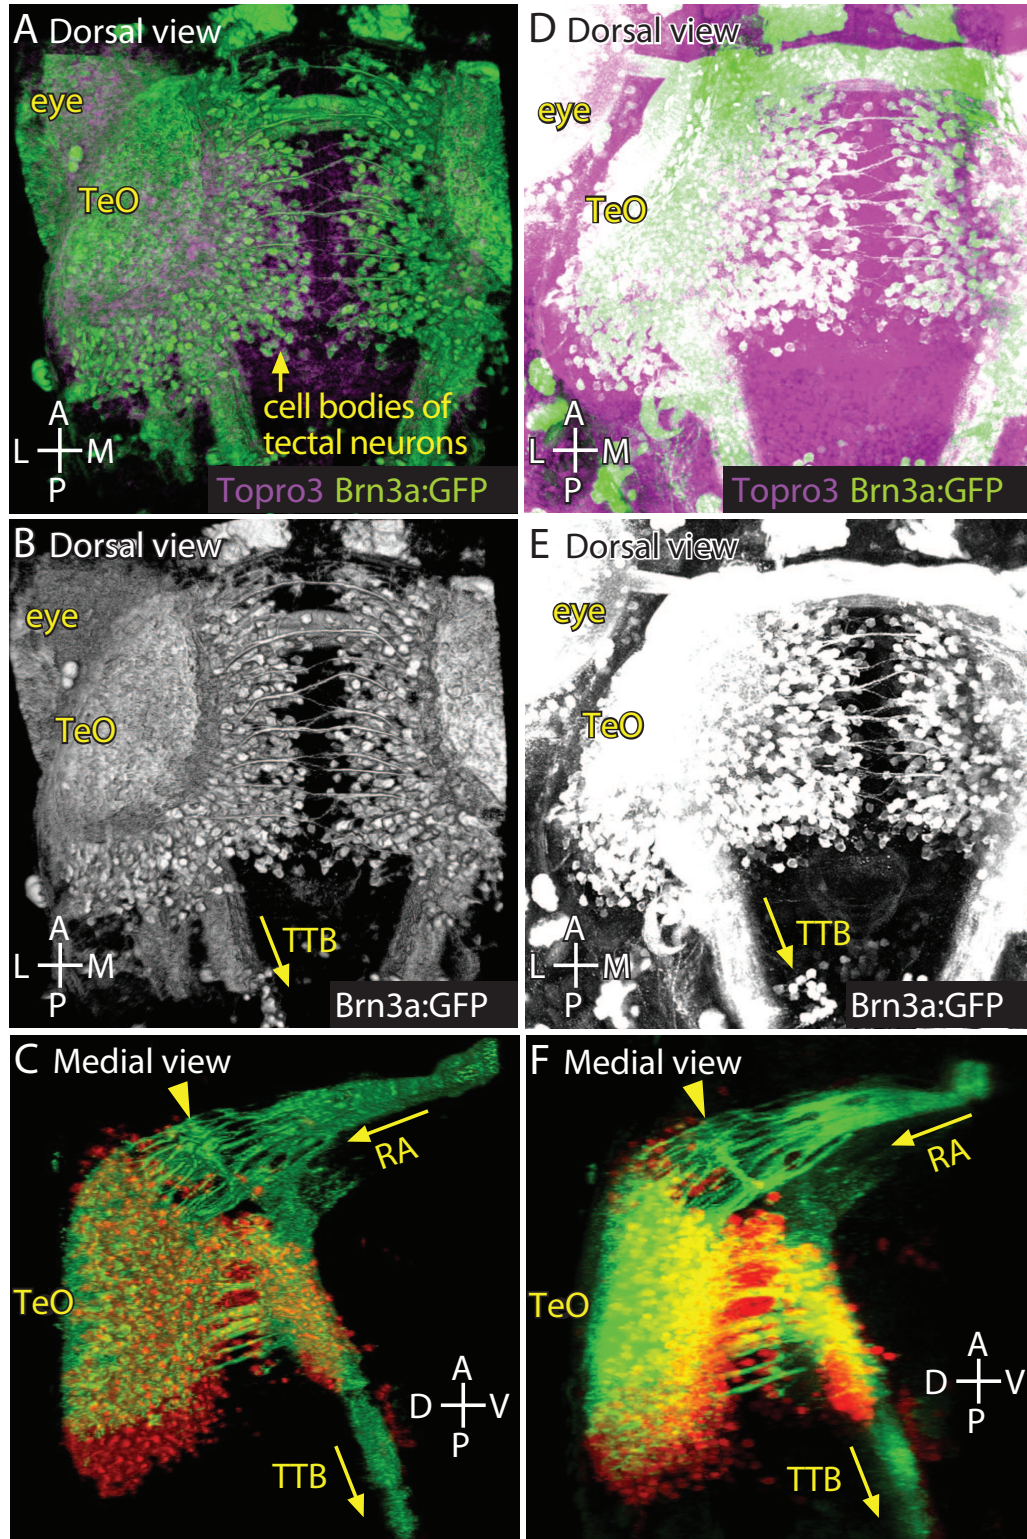 A Dorsal view
eye
TeO
cell bodies of
tectal neurons
A
L M
P
Topro3 Brn3a:GFP
D Dorsal view
eye
TeO
A
L M
P
Topro3 Brn3a:GFP
B Dorsal view
eye
TeO
TTB
A
L M
P
Brn3a:GFP
E Dorsal view
eye
TeO
TTB
A
L M
P
Brn3a:GFP
C Medial view
RA
TeO
A
D V
P
TTB
F Medial view
RA
TeO
A
D V
P
TTB